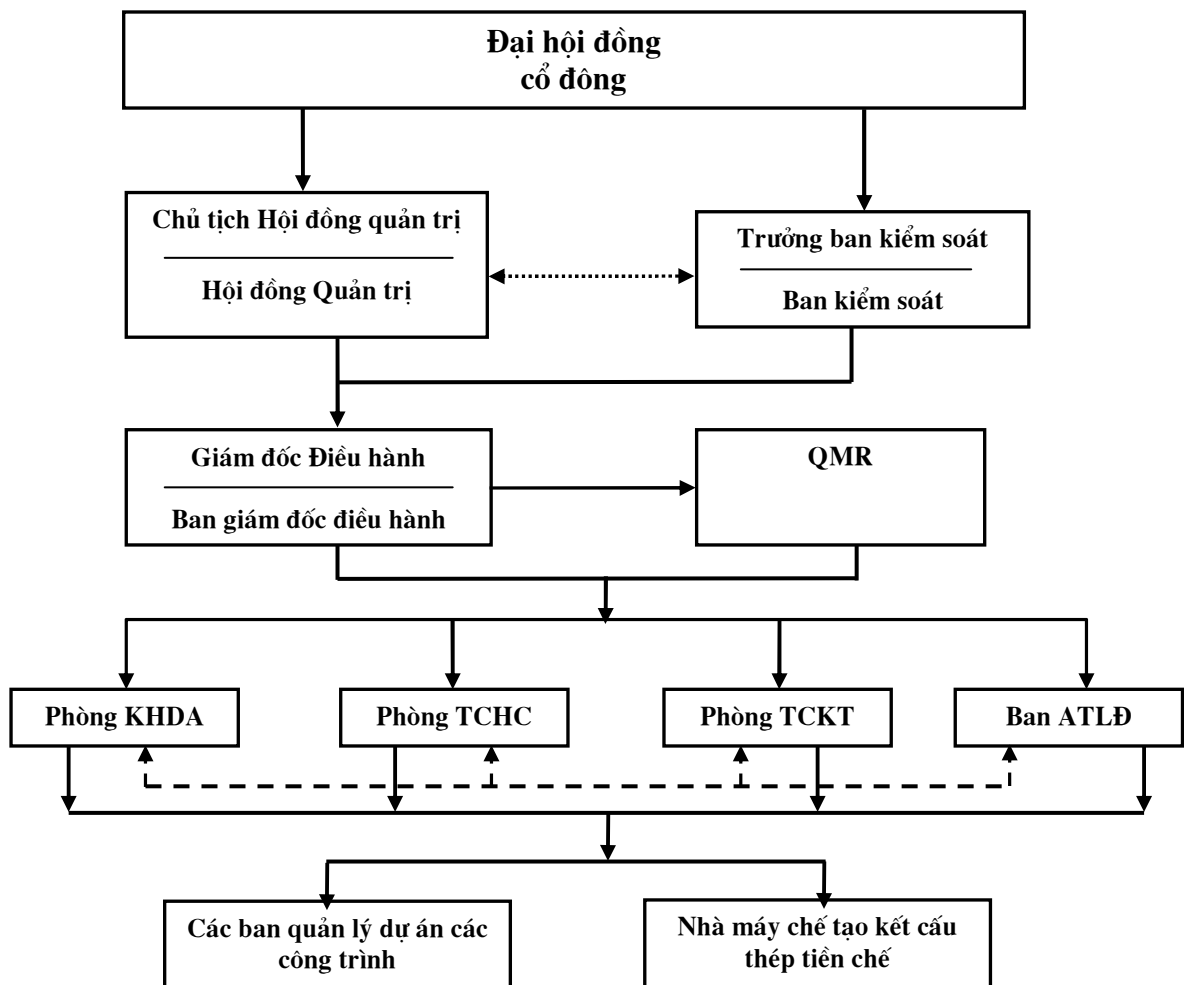 Đại hội đồng
cổ đông
Chủ tịch Hội đồng quản trị
Hội đồng Quản trị
Trưởng ban kiểm soát
Ban kiểm soát
Giám đốc Điều hành
Ban giám đốc điều hành
QMR
Phòng KHDA
Phòng TCHC
Phòng TCKT
Ban ATLĐ
Các ban quản lý dự án các
công trình
Nhà máy chế tạo kết cấu
thép tiền chế